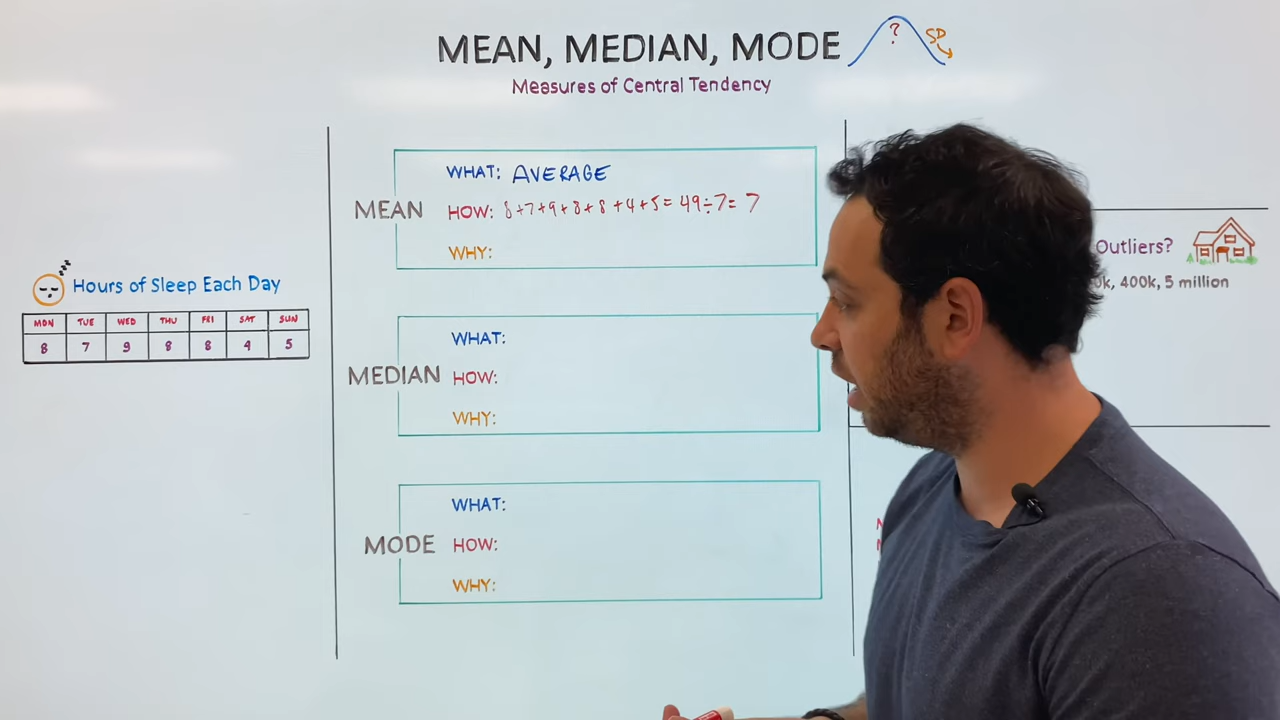 MEAN, MEDIAN, MODE
? SD
Measures of Central Tendency
MEAN
WHAT: AVERAGE
HOW: 8+7+9+8+8+4+5=49÷7=7
WHY:
Hours of Sleep Each Day
MON TUE WED THU FRI SAT SUN
8 7 9 8 8 4 5
MEDIAN
WHAT:
HOW:
WHY:
MODE
WHAT:
HOW:
WHY:
Outliers?
400k, 5 million